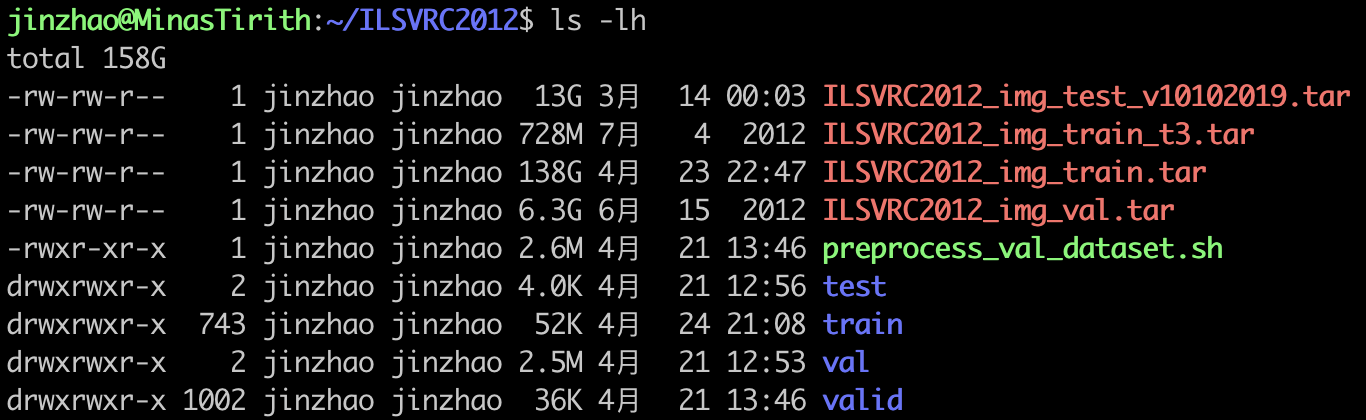 jinzhao@MinasTirith:~/ILSVRC2012$ ls -lh
total 158G
-rw-rw-r--    1 jinzhao jinzhao  13G 3月   14 00:03 ILSVRC2012_img_test_v10102019.tar
-rw-rw-r--    1 jinzhao jinzhao 728M 7月    4  2012 ILSVRC2012_img_train_t3.tar
-rw-rw-r--    1 jinzhao jinzhao 138G 4月   23 22:47 ILSVRC2012_img_train.tar
-rw-rw-r--    1 jinzhao jinzhao 6.3G 6月   15  2012 ILSVRC2012_img_val.tar
-rwxr-xr-x    1 jinzhao jinzhao 2.6M 4月   21 13:46 preprocess_val_dataset.sh
drwxrwxr-x    2 jinzhao jinzhao 4.0K 4月   21 12:56 test
drwxrwxr-x  743 jinzhao jinzhao  52K 4月   24 21:08 train
drwxrwxr-x    2 jinzhao jinzhao 2.5M 4月   21 12:53 val
drwxrwxr-x 1002 jinzhao jinzhao  36K 4月   21 13:46 valid